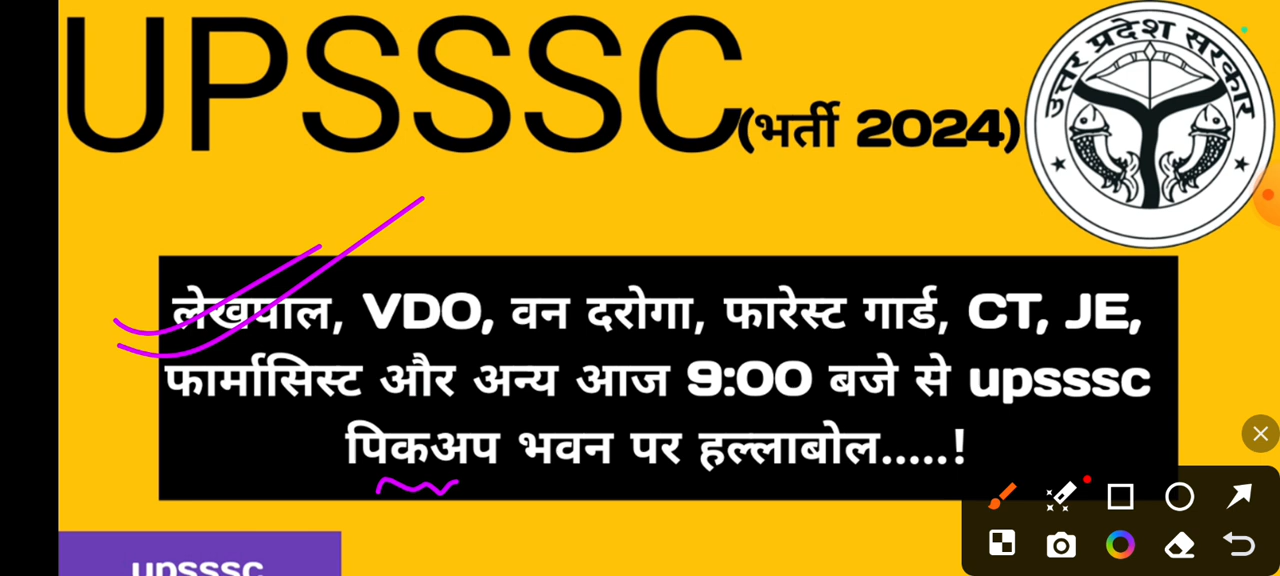 UPSSSC
(भर्ती 2024)
उत्तर प्रदेश सरकार
लेखपाल, VDO, वन दरोगा, फारेस्ट गार्ड, CT, JE,
फार्मासिस्ट और अन्य आज 9:00 बजे से upsssc
पिकअप भवन पर हल्लाबोल.....!
upsssc